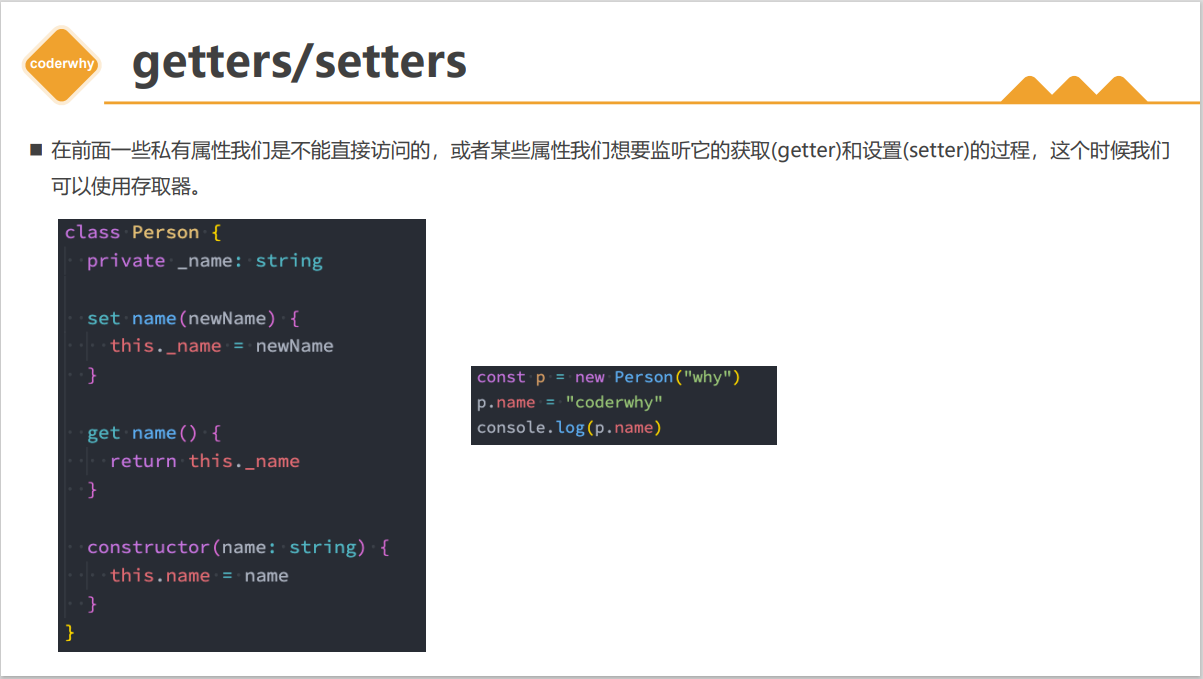 coderwhy
getters/setters
■ 在前面一些私有属性我们是不能直接访问的，或者某些属性我们想要监听它的获取(getter)和设置(setter)的过程，这个时候我们
可以使用存取器。
class Person {
  private _name: string

  set name(newName) {
    this._name = newName
  }

  get name() {
    return this._name
  }

  constructor(name: string) {
    this.name = name
  }
}
const p = new Person("why")
p.name = "coderwhy"
console.log(p.name)